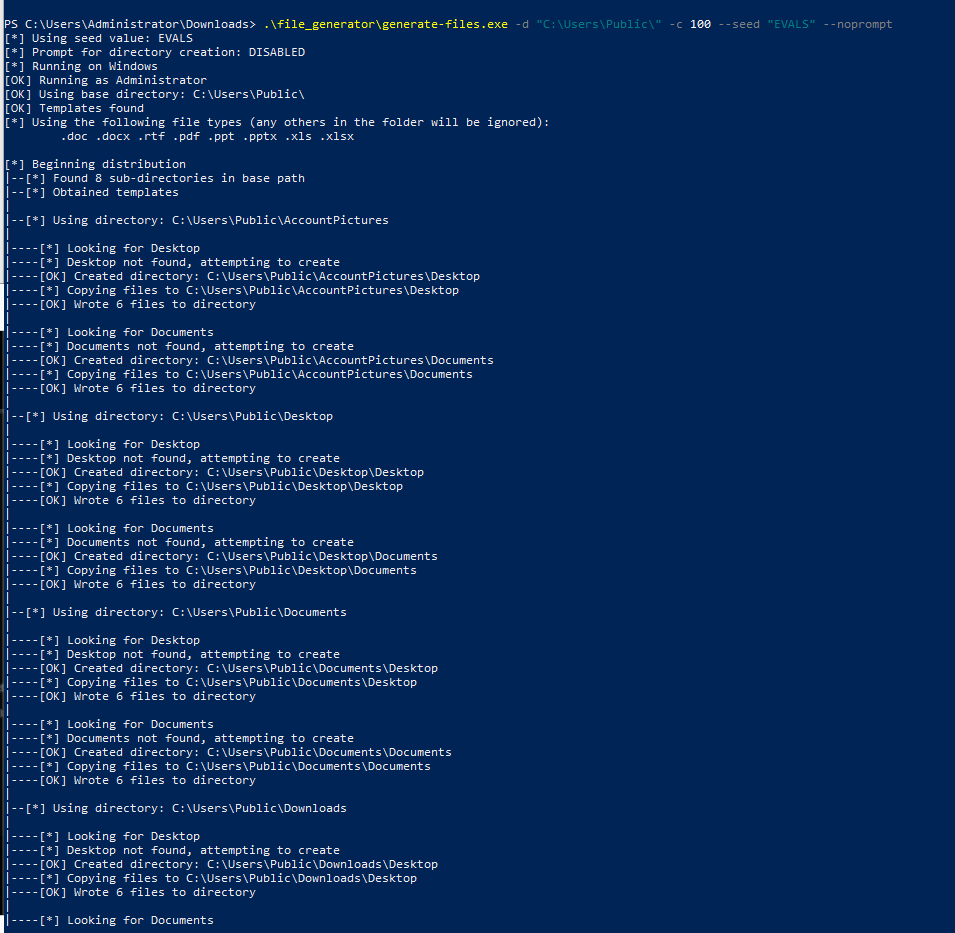 PS C:\Users\Administrator\Downloads> .\file_generator\generate-files.exe -d "C:\Users\Public\" -c 100 --seed "EVALS" --noprompt
[*] Using seed value: EVALS
[*] Prompt for directory creation: DISABLED
[*] Running on Windows
[OK] Running as Administrator
[OK] Using base directory: C:\Users\Public\
[OK] Templates found
[*] Using the following file types (any others in the folder will be ignored):
        .doc .docx .rtf .pdf .ppt .pptx .xls .xlsx

[*] Beginning distribution
|--[*] Found 8 sub-directories in base path
|--[*] Obtained templates
|
|--[*] Using directory: C:\Users\Public\AccountPictures
|
|----[*] Looking for Desktop
|----[*] Desktop not found, attempting to create
|----[OK] Created directory: C:\Users\Public\AccountPictures\Desktop
|----[*] Copying files to C:\Users\Public\AccountPictures\Desktop
|----[OK] Wrote 6 files to directory
|
|----[*] Looking for Documents
|----[*] Documents not found, attempting to create
|----[OK] Created directory: C:\Users\Public\AccountPictures\Documents
|----[*] Copying files to C:\Users\Public\AccountPictures\Documents
|----[OK] Wrote 6 files to directory
|
|--[*] Using directory: C:\Users\Public\Desktop
|
|----[*] Looking for Desktop
|----[*] Desktop not found, attempting to create
|----[OK] Created directory: C:\Users\Public\Desktop\Desktop
|----[*] Copying files to C:\Users\Public\Desktop\Desktop
|----[OK] Wrote 6 files to directory
|
|----[*] Looking for Documents
|----[*] Documents not found, attempting to create
|----[OK] Created directory: C:\Users\Public\Desktop\Documents
|----[*] Copying files to C:\Users\Public\Desktop\Documents
|----[OK] Wrote 6 files to directory
|
|--[*] Using directory: C:\Users\Public\Documents
|
|----[*] Looking for Desktop
|----[*] Desktop not found, attempting to create
|----[OK] Created directory: C:\Users\Public\Documents\Desktop
|----[*] Copying files to C:\Users\Public\Documents\Desktop
|----[OK] Wrote 6 files to directory
|
|----[*] Looking for Documents
|----[*] Documents not found, attempting to create
|----[OK] Created directory: C:\Users\Public\Documents\Documents
|----[*] Copying files to C:\Users\Public\Documents\Documents
|----[OK] Wrote 6 files to directory
|
|--[*] Using directory: C:\Users\Public\Downloads
|
|----[*] Looking for Desktop
|----[*] Desktop not found, attempting to create
|----[OK] Created directory: C:\Users\Public\Downloads\Desktop
|----[*] Copying files to C:\Users\Public\Downloads\Desktop
|----[OK] Wrote 6 files to directory
|
|----[*] Looking for Documents